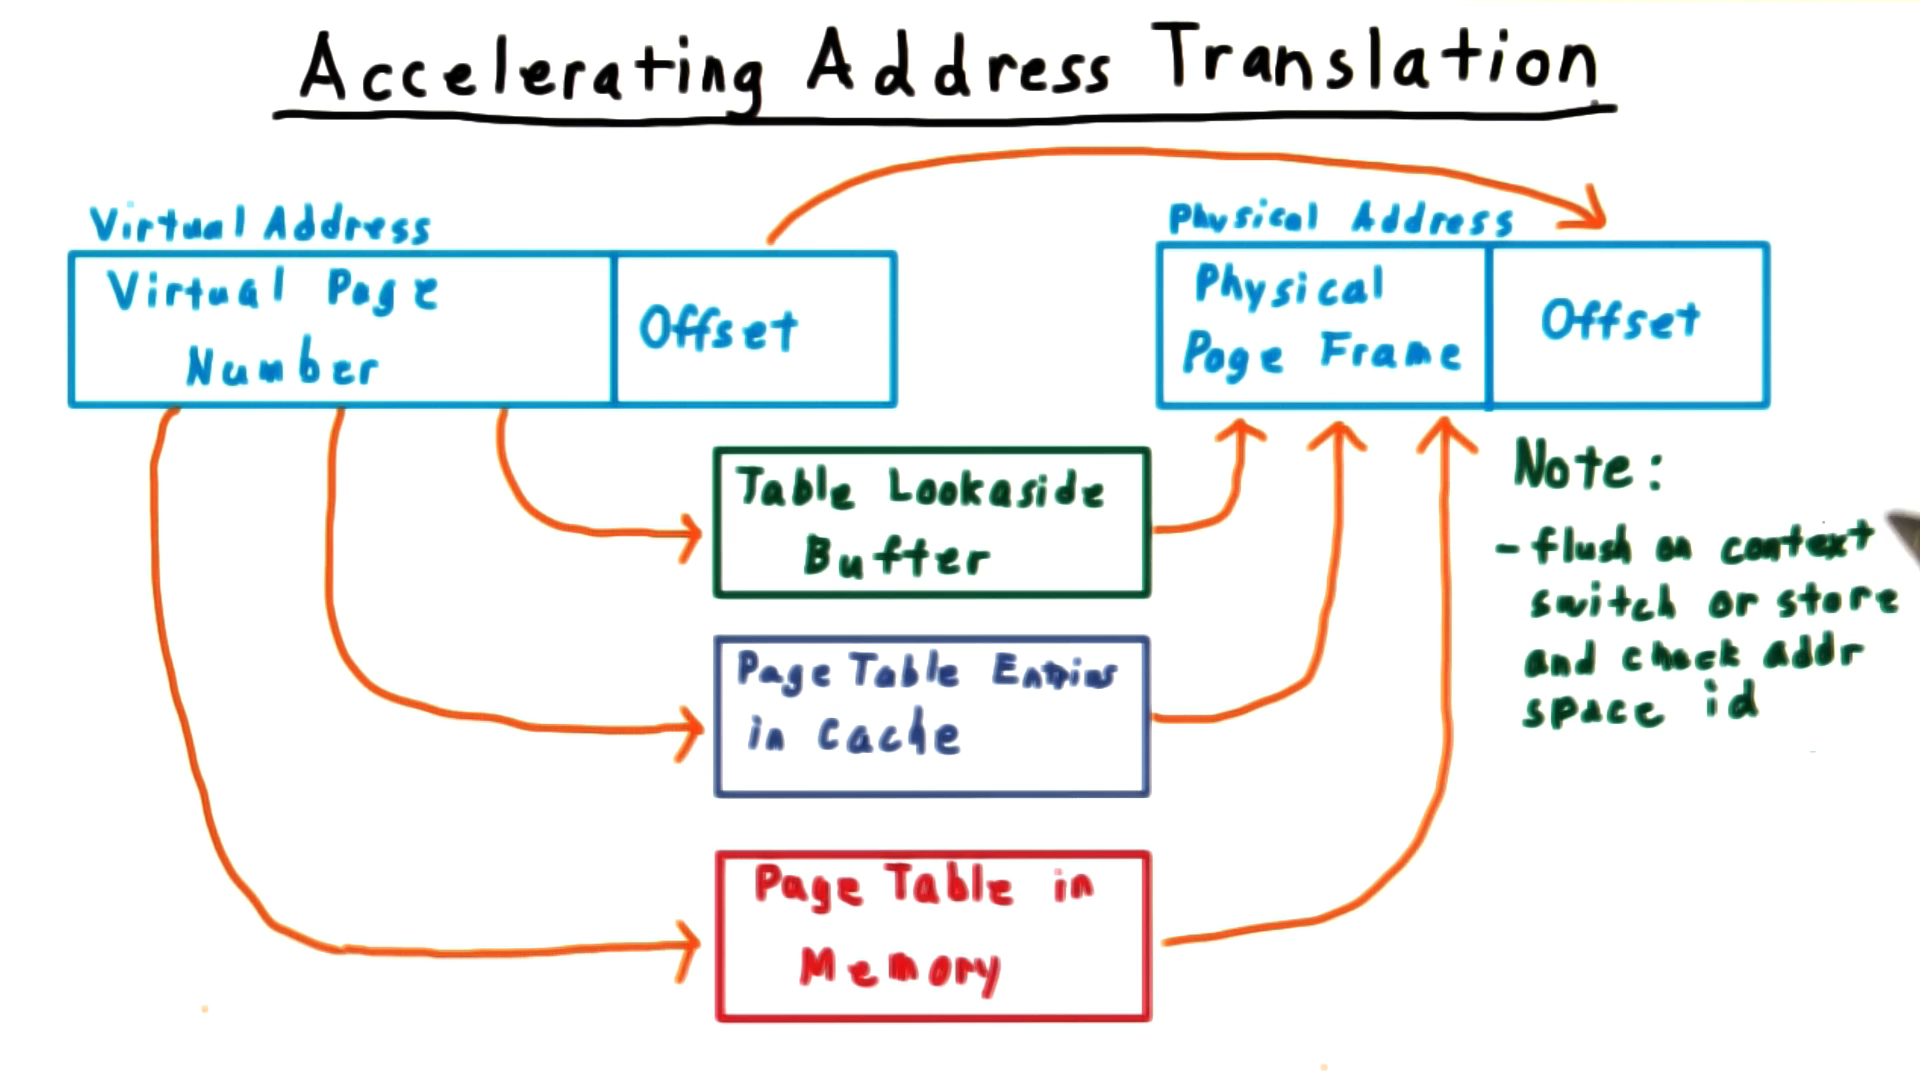 Accelerating Address Translation
Virtual Address
Virtual Page
Number
Offset
Physical Address
Physical
Page Frame
Offset
Table Lookaside
Buffer
Page Table Entries
in Cache
Page Table in
Memory
Note:
- flush on context
switch or store
and check addr
space id